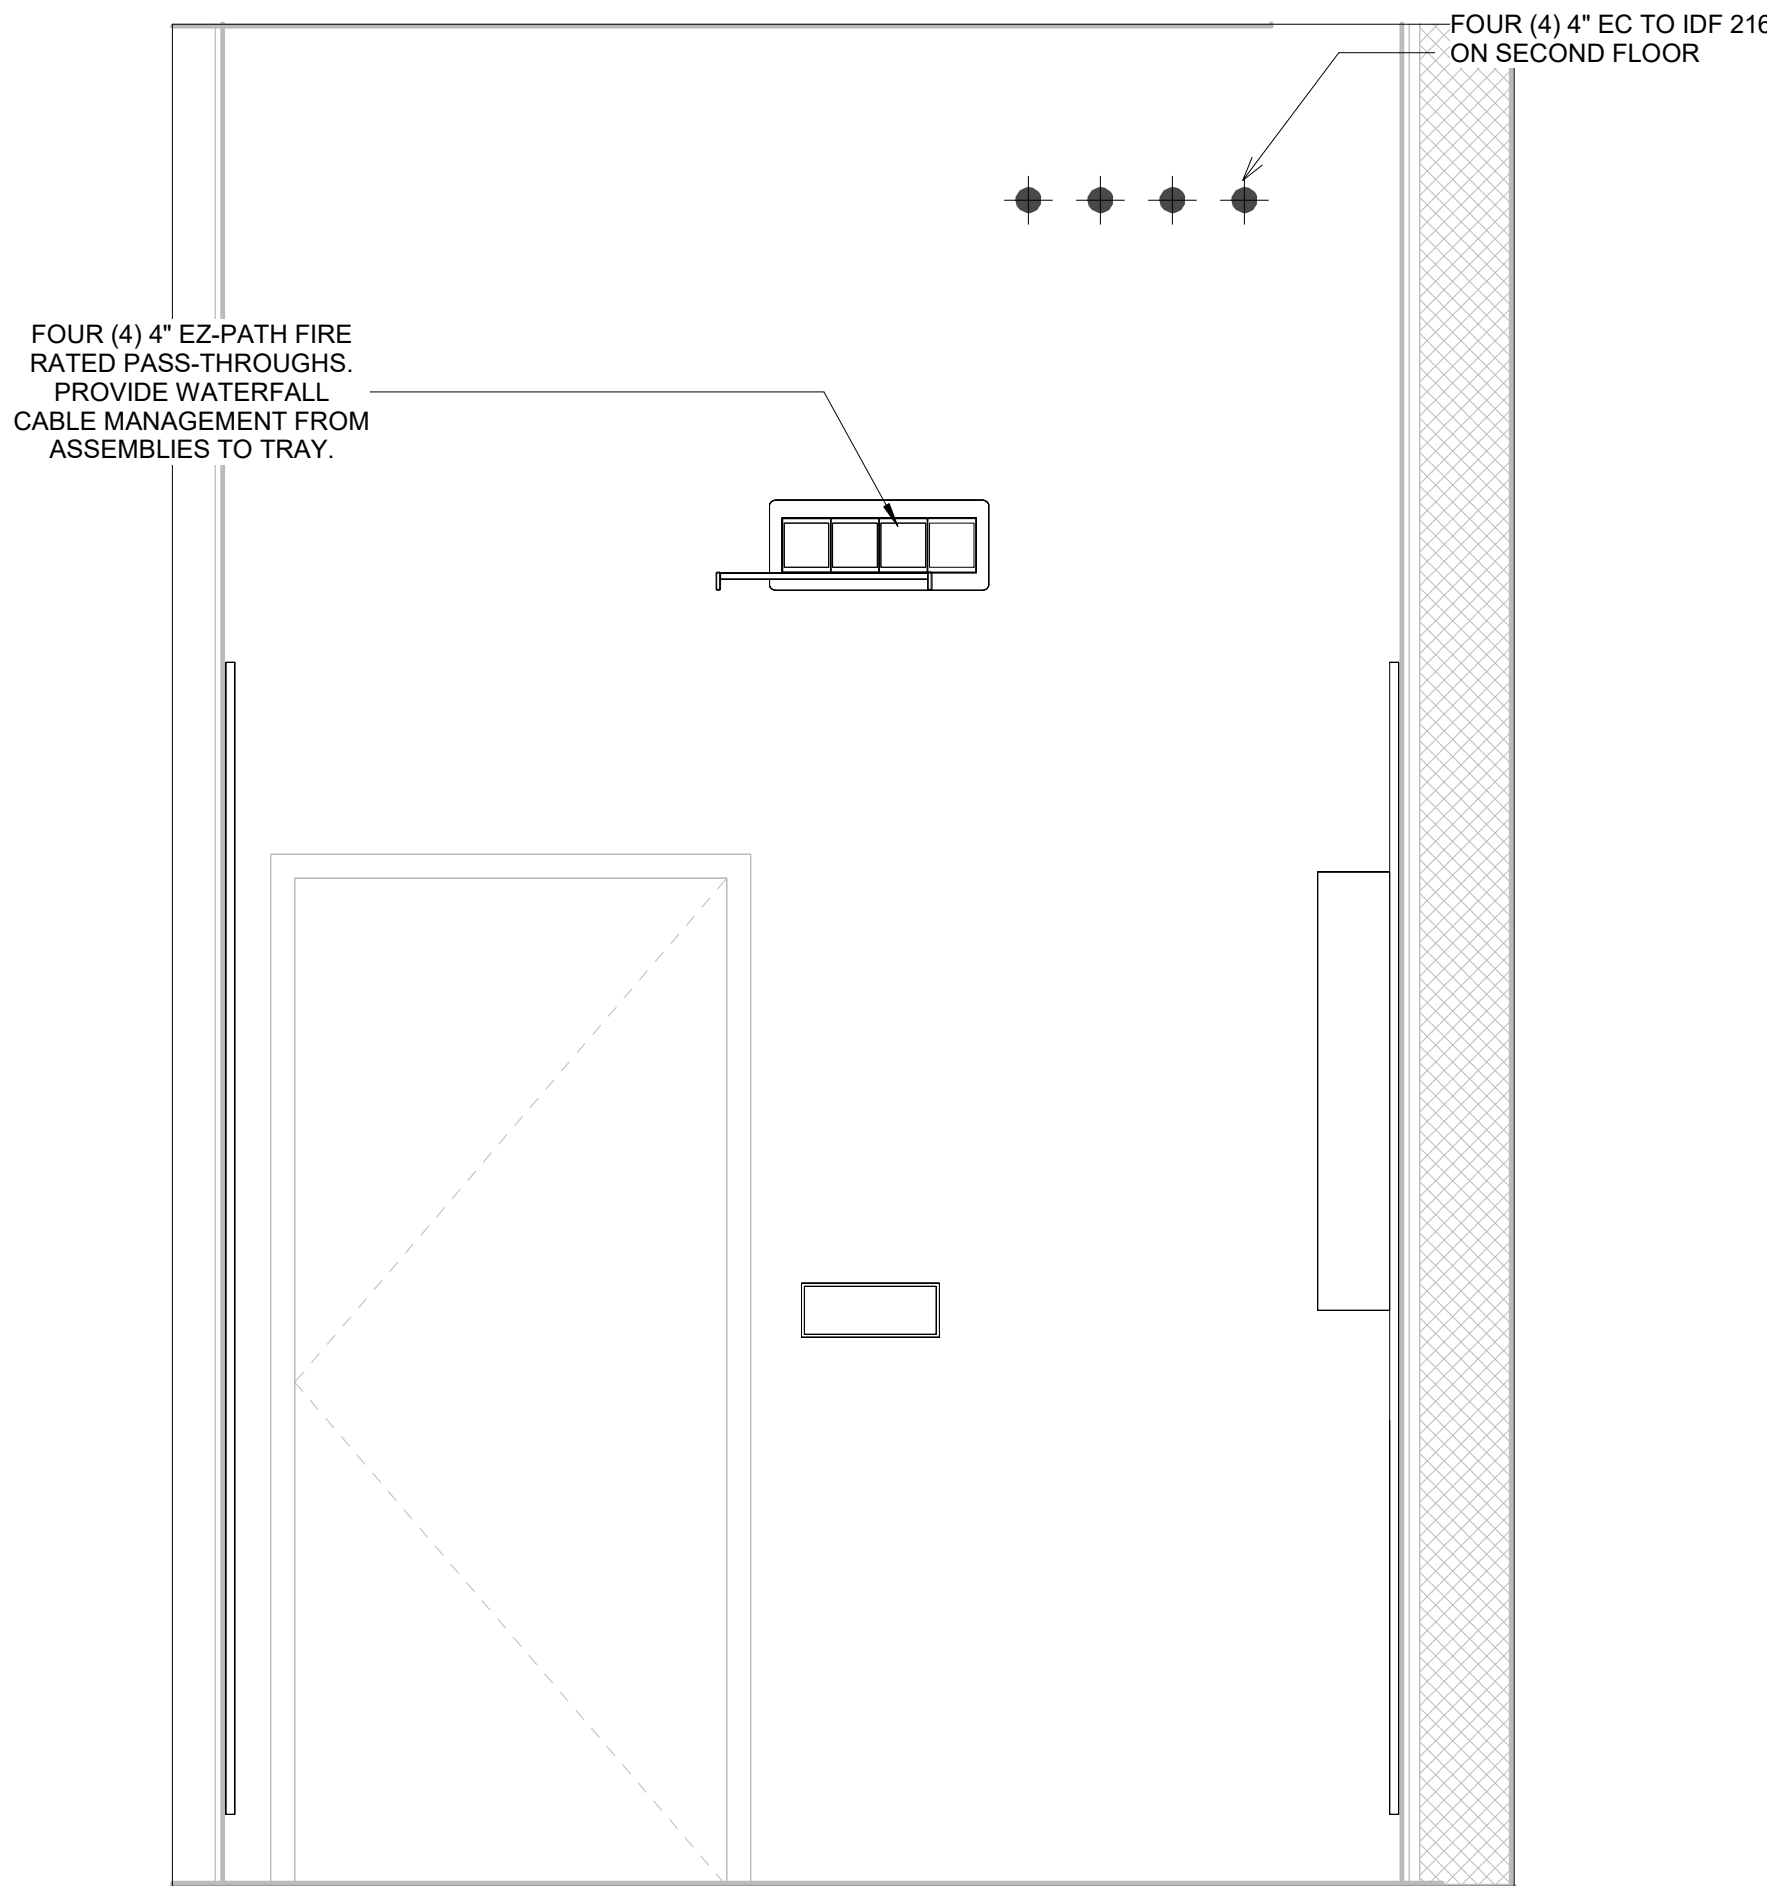 FOUR (4) 4" EC TO IDF 216
ON SECOND FLOOR
FOUR (4) 4" EZ-PATH FIRE
RATED PASS-THROUGHS.
PROVIDE WATERFALL
CABLE MANAGEMENT FROM
ASSEMBLIES TO TRAY.